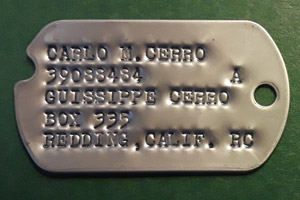 CARLO M.CERRO
39088484 A
GUISSIPPE CERRO
BOX 335
REDDING,CALIF. RC